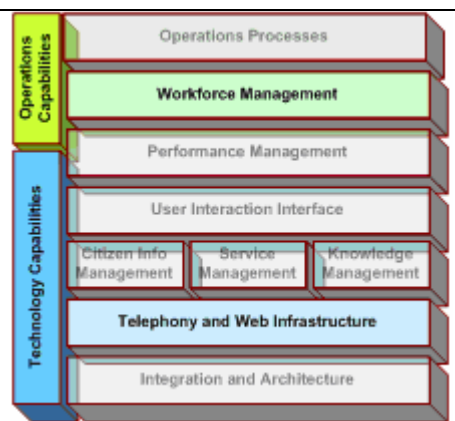 Operations
Capabilities
Operations Processes
Workforce Management
Performance Management
Technology Capabilities
User Interaction Interface
Citizen Info
Management
Service
Management
Knowledge
Management
Telephony and Web Infrastructure
Integration and Architecture